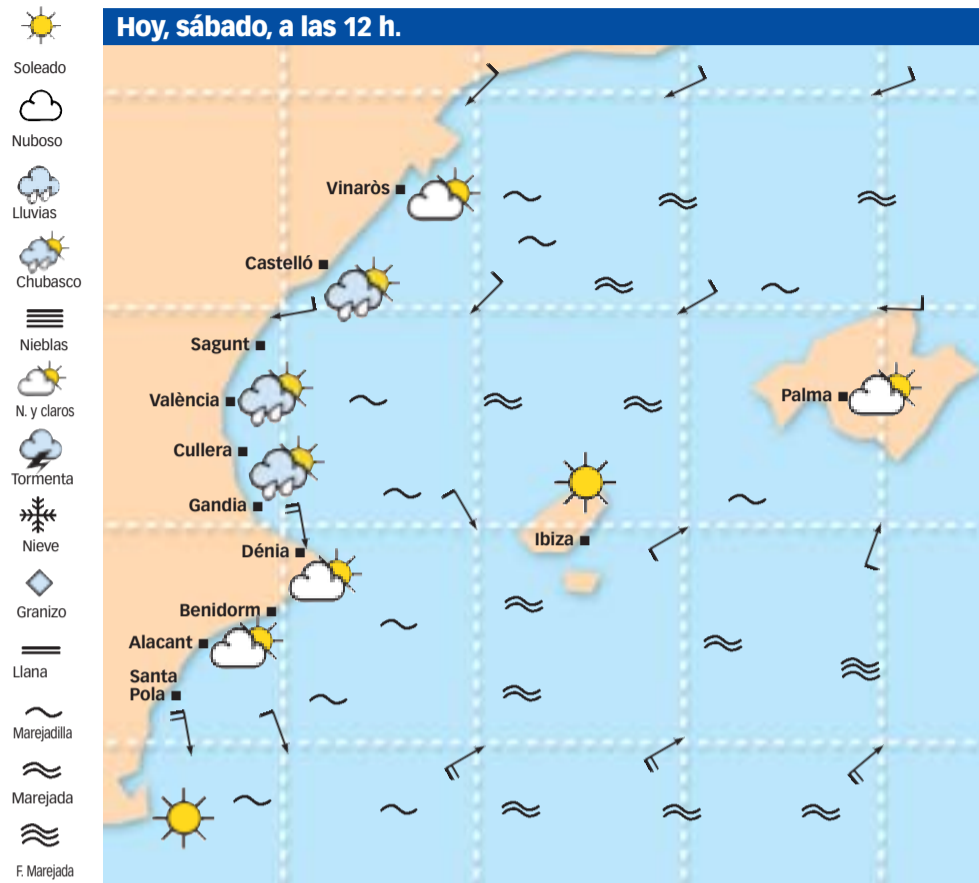 Hoy, sábado, a las 12 h.
Soleado
Nuboso
Lluvias
Chubasco
Nieblas
N. y claros
Tormenta
Nieve
Granizo
Llana
Marejadilla
Marejada
F. Marejada
Vinaròs
Castelló
Sagunt
València
Cullera
Gandia
Dénia
Benidorm
Alacant
Santa
Pola
Ibiza
Palma